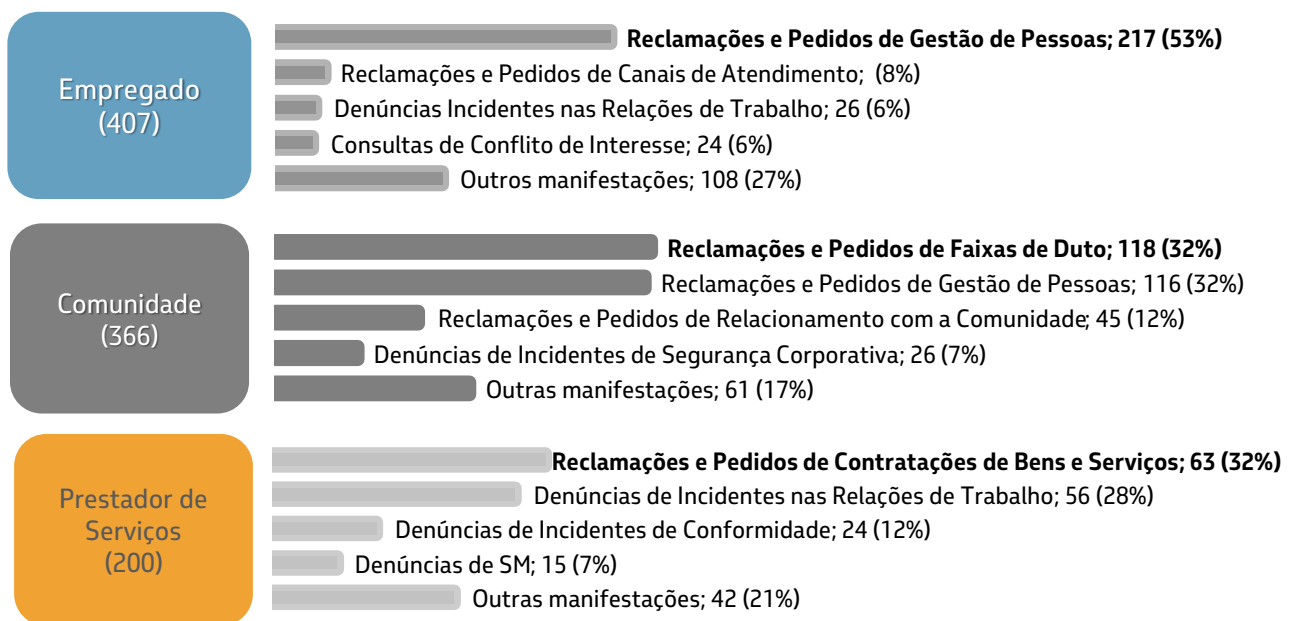 Empregado
(407)
Reclamações e Pedidos de Gestão de Pessoas; 217 (53%)
Reclamações e Pedidos de Canais de Atendimento;  (8%)
Denúncias Incidentes nas Relações de Trabalho; 26 (6%)
Consultas de Conflito de Interesse; 24 (6%)
Outros manifestações; 108 (27%)
Comunidade
(366)
Reclamações e Pedidos de Faixas de Duto; 118 (32%)
Reclamações e Pedidos de Gestão de Pessoas; 116 (32%)
Reclamações e Pedidos de Relacionamento com a Comunidade; 45 (12%)
Denúncias de Incidentes de Segurança Corporativa; 26 (7%)
Outras manifestações; 61 (17%)
Prestador de
Serviços
(200)
Reclamações e Pedidos de Contratações de Bens e Serviços; 63 (32%)
Denúncias de Incidentes nas Relações de Trabalho; 56 (28%)
Denúncias de Incidentes de Conformidade; 24 (12%)
Denúncias de SM; 15 (7%)
Outras manifestações; 42 (21%)